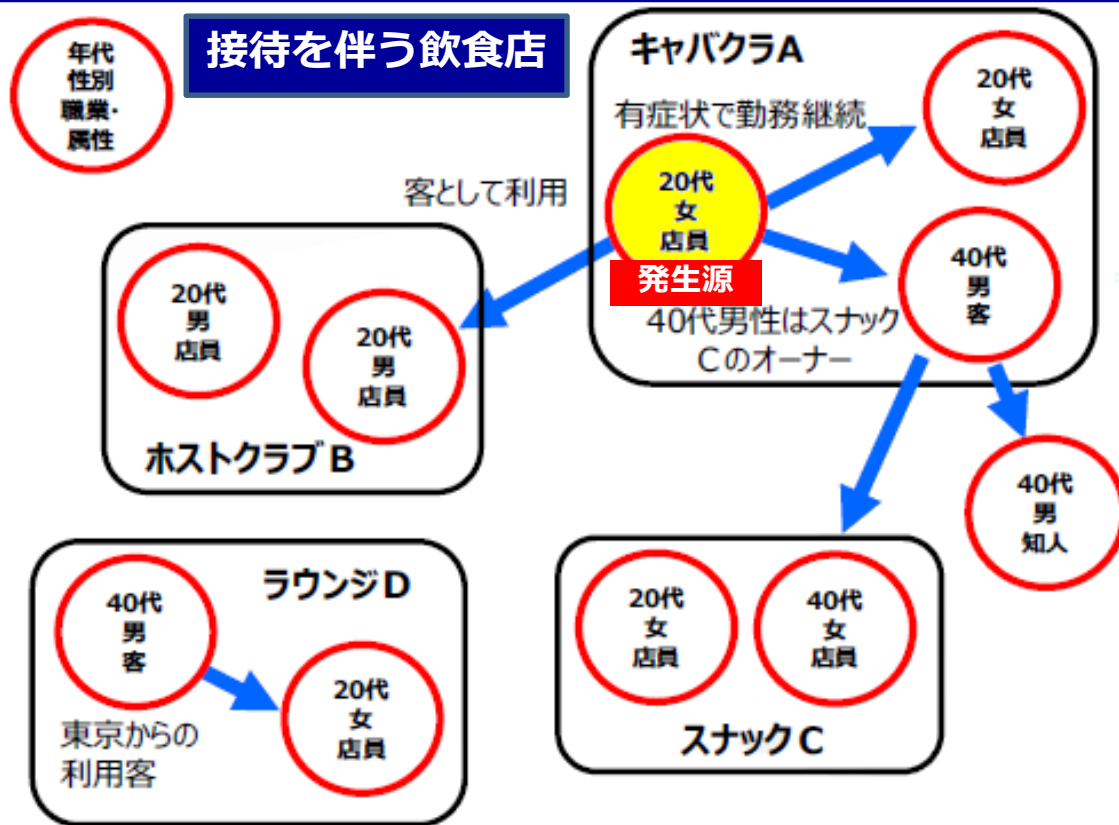 年代
性別
職業・
属性
接待を伴う飲食店
キャバクラA
有症状で勤務継続
20代
女
店員
20代
女
店員
発生源
客として利用
40代
男
客
40代男性はスナック
Cのオーナー
20代
男
店員
20代
男
店員
ホストクラブB
40代
男
知人
40代
男
客
ラウンジD
20代
女
店員
東京からの
利用客
20代
女
店員
40代
女
店員
スナックC